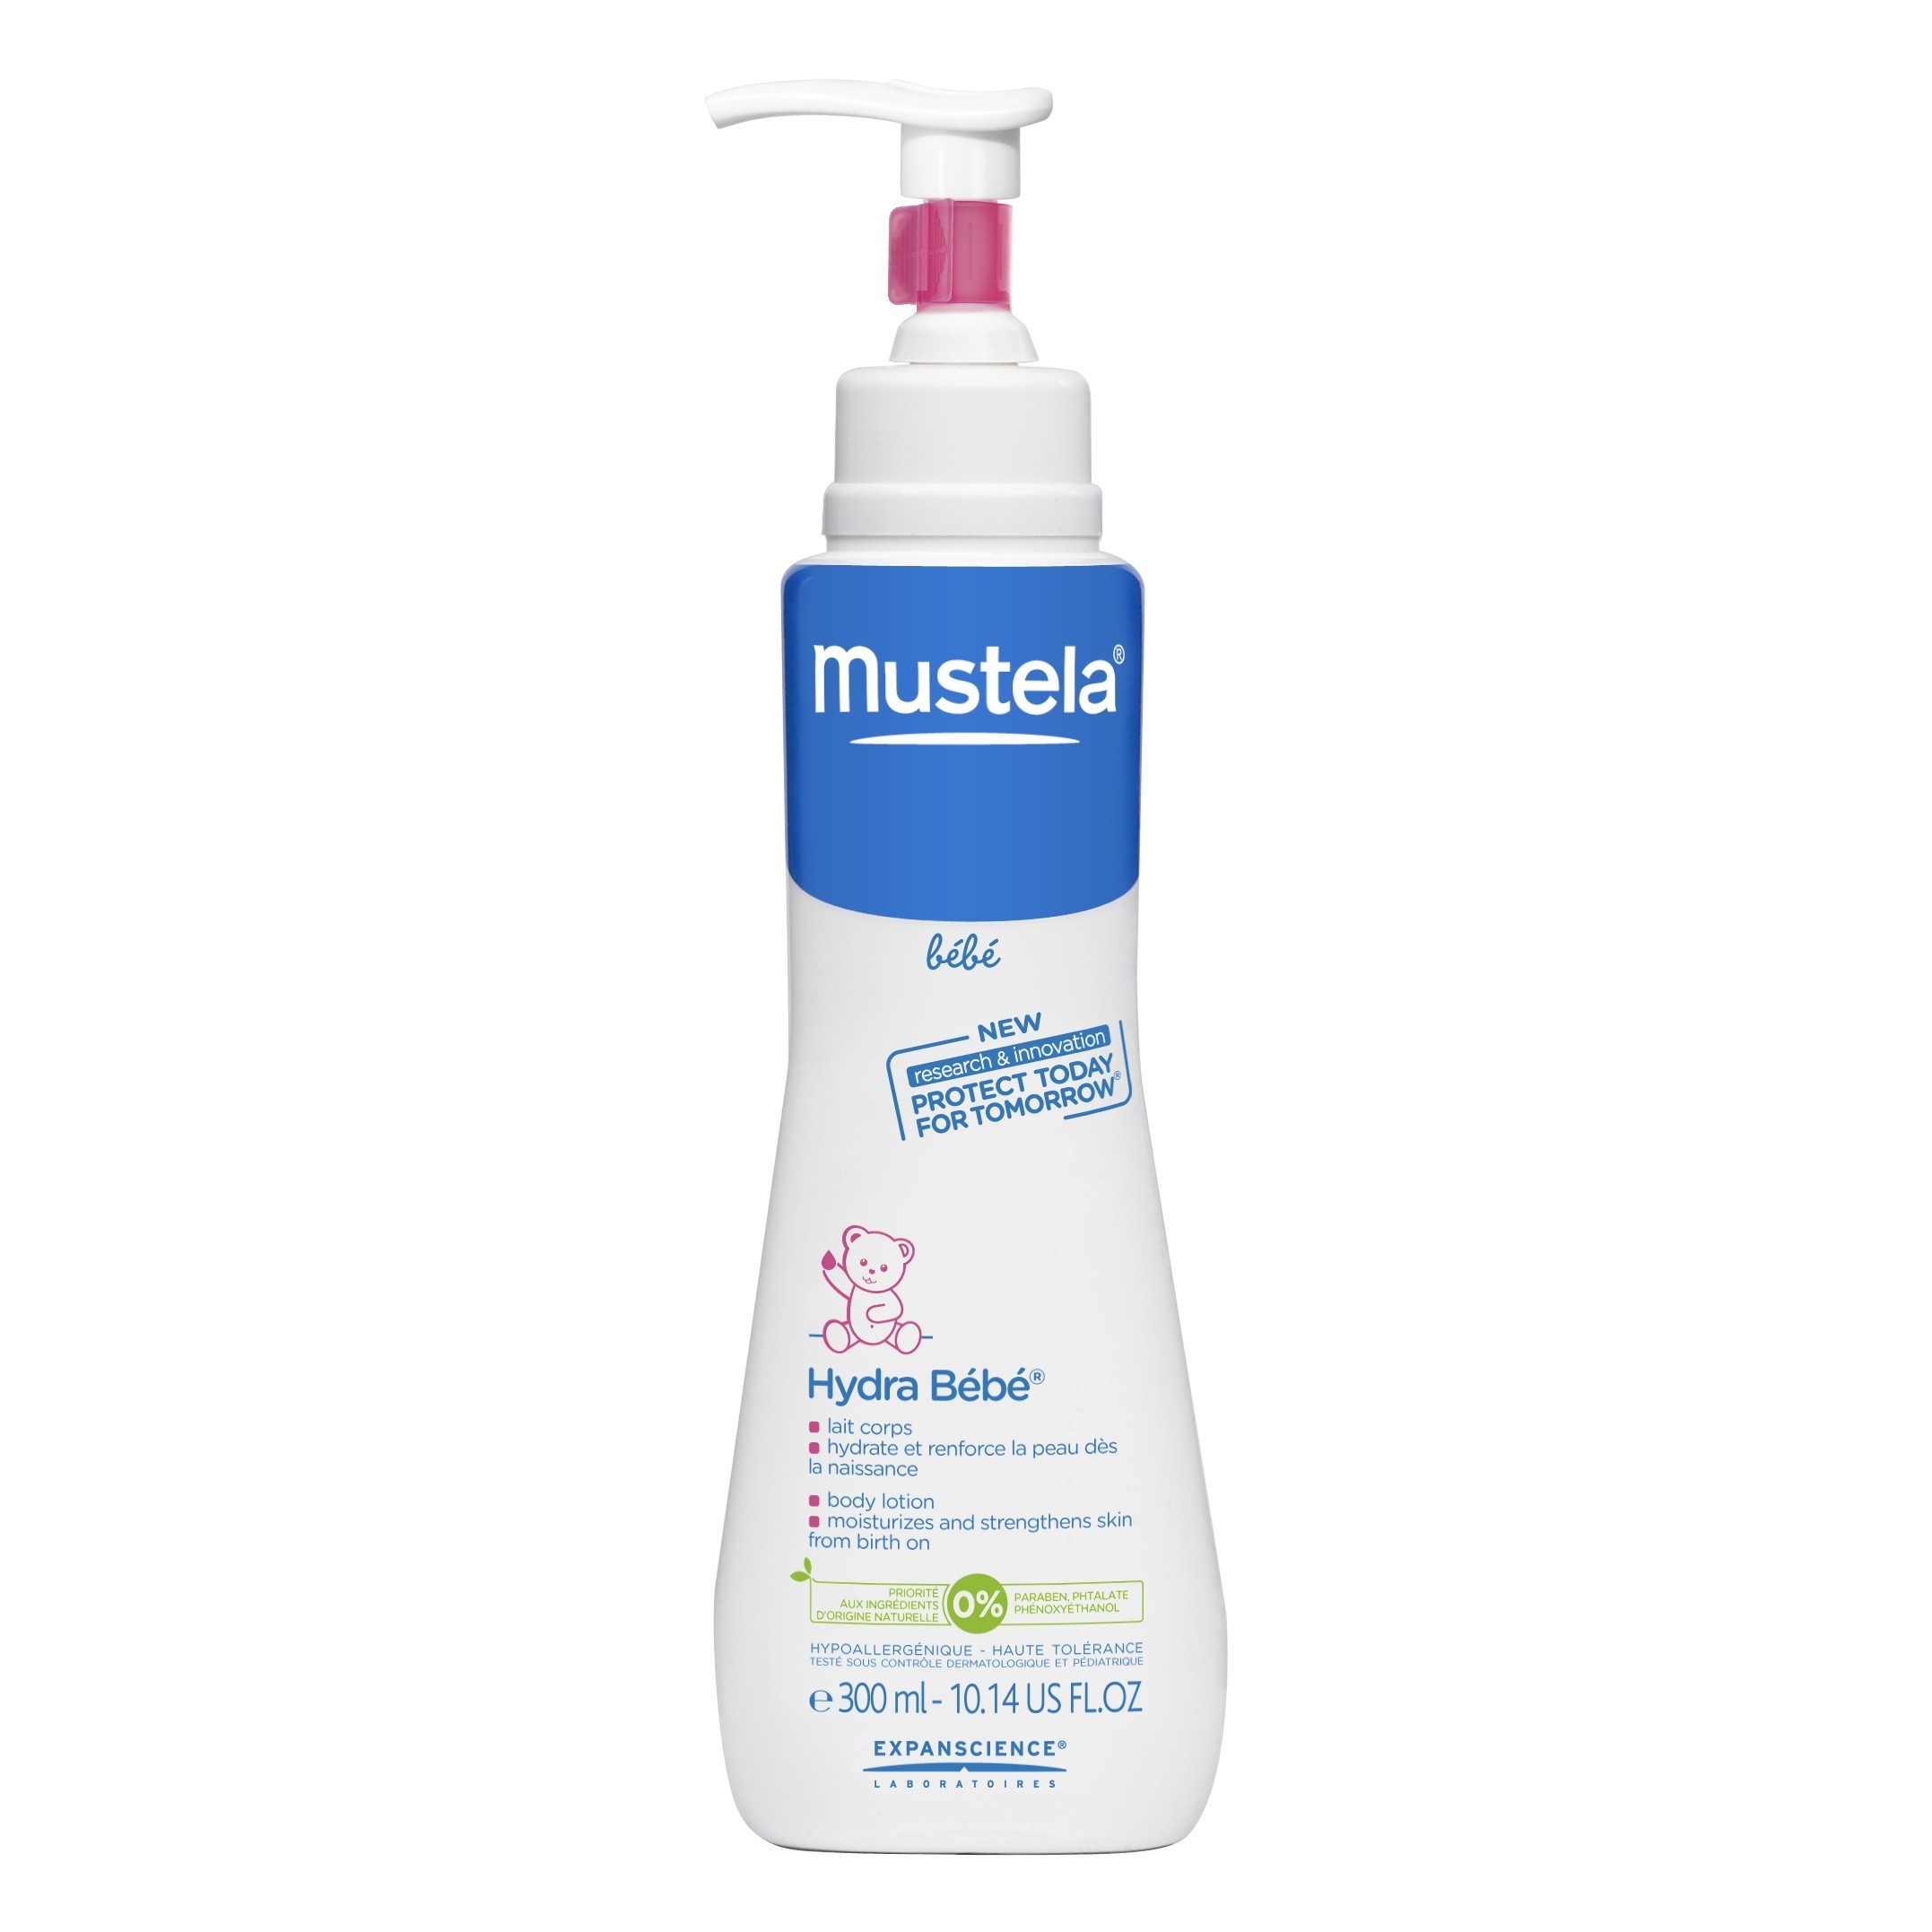 mustela®
bébé
NEW
research & innovation
PROTECT TODAY
FOR TOMORROW®
Hydra Bébé®
lait corps
hydrate et renforce la peau dès
la naissance
body lotion
moisturizes and strengthens skin
from birth on
PRIORITÉ
AUX INGRÉDIENTS
D'ORIGINE NATURELLE
0%
PARABEN, PHTALATE
PHÉNOXYÉTHANOL
HYPOALLERGÉNIQUE - HAUTE TOLÉRANCE
TESTÉ SOUS CONTRÔLE DERMATOLOGIQUE ET PÉDIATRIQUE
℮ 300 ml - 10.14 US FL.OZ
EXPANSCIENCE®
LABORATOIRES